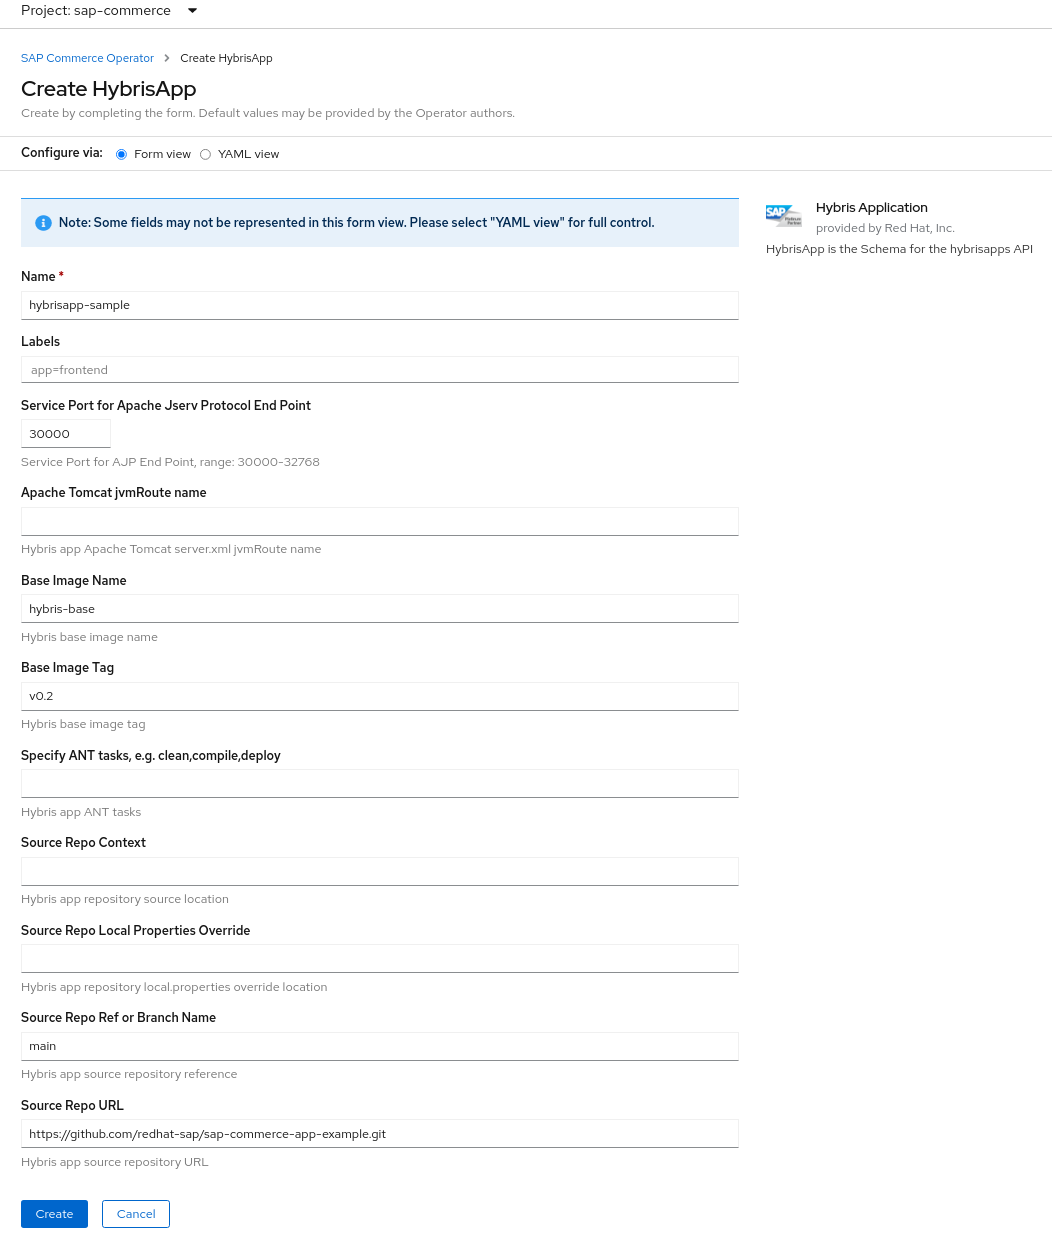 Project: sap-commerce
SAP Commerce Operator > Create HybrisApp
Create HybrisApp
Create by completing the form. Default values may be provided by the Operator authors.
Configure via: Form view YAML view
Note: Some fields may not be represented in this form view. Please select "YAML view" for full control.
SAP
Hybris Application
provided by Red Hat, Inc.
HybrisApp is the Schema for the hybrisapps API
Name *
hybrisapp-sample
Labels
app=frontend
Service Port for Apache Jserv Protocol End Point
30000
Service Port for AJP End Point, range: 30000-32768
Apache Tomcat jvmRoute name
Hybris app Apache Tomcat server.xml jvmRoute name
Base Image Name
hybris-base
Hybris base image name
Base Image Tag
v0.2
Hybris base image tag
Specify ANT tasks, e.g. clean,compile,deploy
Hybris app ANT tasks
Source Repo Context
Hybris app repository source location
Source Repo Local Properties Override
Hybris app repository local.properties override location
Source Repo Ref or Branch Name
main
Hybris app source repository reference
Source Repo URL
https://github.com/redhat-sap/sap-commerce-app-example.git
Hybris app source repository URL
Create Cancel